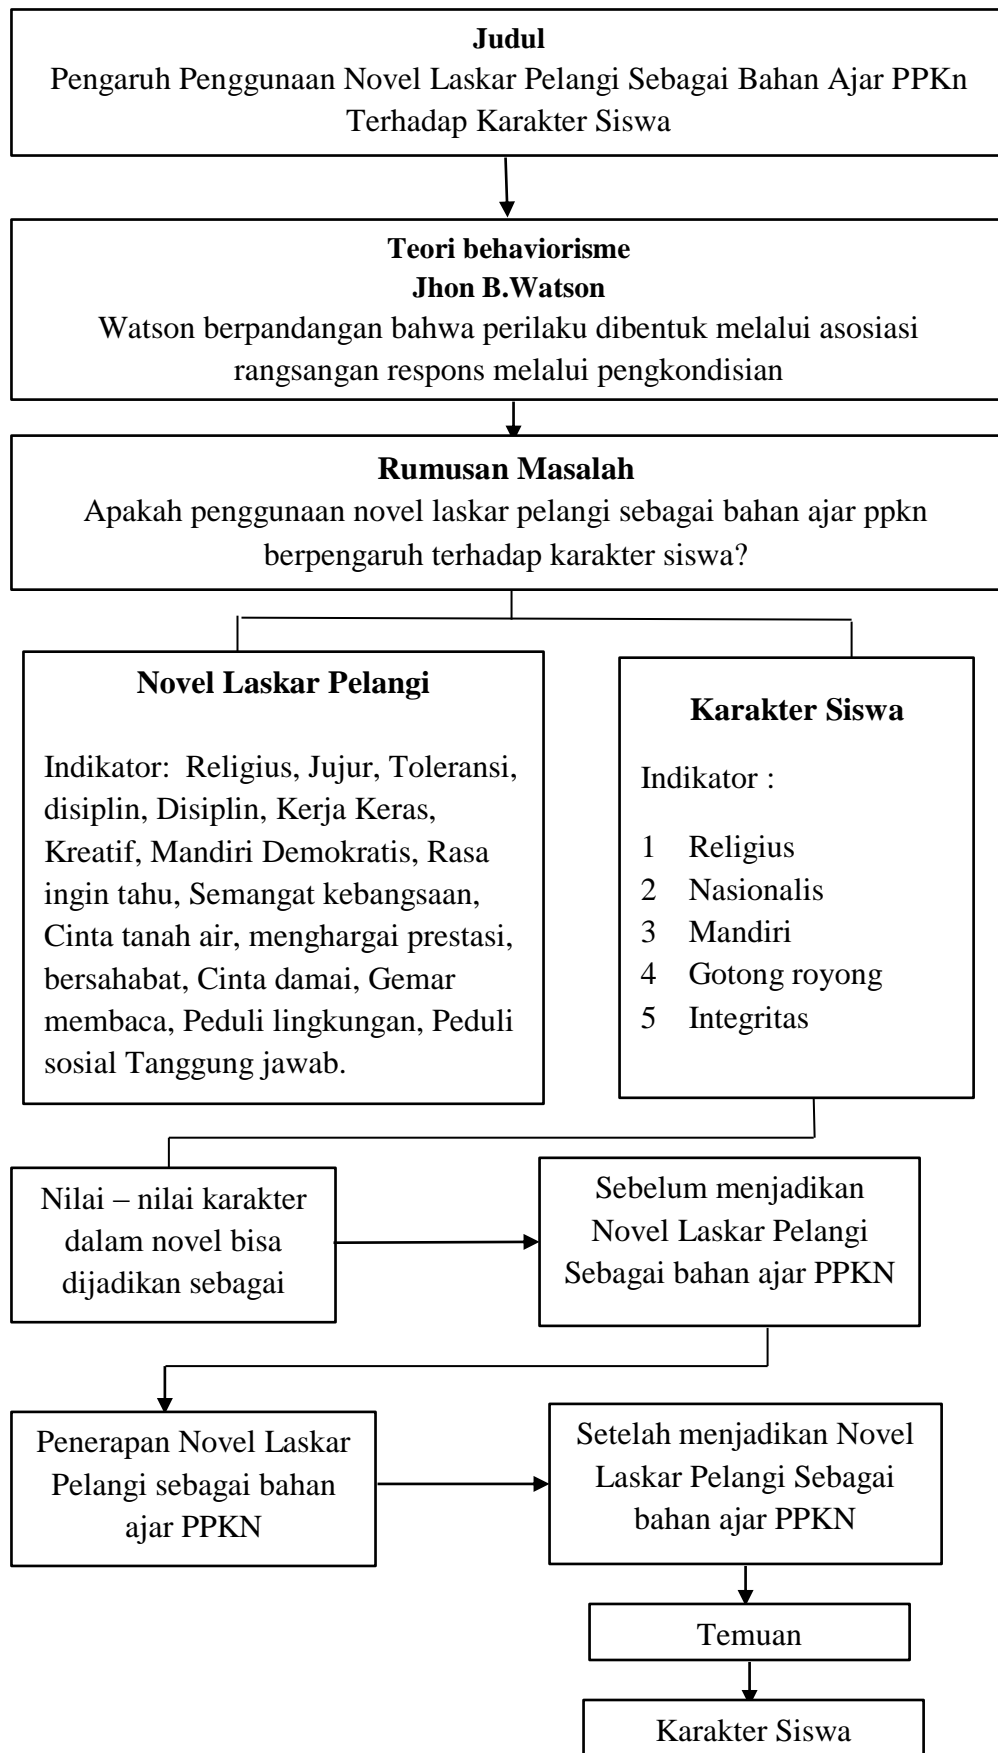 Judul
Pengaruh Penggunaan Novel Laskar Pelangi Sebagai Bahan Ajar PPKn
Terhadap Karakter Siswa
Teori behaviorisme
Jhon B.Watson
Watson berpandangan bahwa perilaku dibentuk melalui asosiasi
rangsangan respons melalui pengkondisian
Rumusan Masalah
Apakah penggunaan novel laskar pelangi sebagai bahan ajar ppkn
berpengaruh terhadap karakter siswa?
Novel Laskar Pelangi
Indikator: Religius, Jujur, Toleransi,
disiplin, Disiplin, Kerja Keras,
Kreatif, Mandiri Demokratis, Rasa
ingin tahu, Semangat kebangsaan,
Cinta tanah air, menghargai prestasi,
bersahabat, Cinta damai, Gemar
membaca, Peduli lingkungan, Peduli
sosial Tanggung jawab.
Karakter Siswa
Indikator :
1 Religius
2 Nasionalis
3 Mandiri
4 Gotong royong
5 Integritas
Nilai – nilai karakter
dalam novel bisa
dijadikan sebagai
Sebelum menjadikan
Novel Laskar Pelangi
Sebagai bahan ajar PPKN
Penerapan Novel Laskar
Pelangi sebagai bahan
ajar PPKN
Setelah menjadikan Novel
Laskar Pelangi Sebagai
bahan ajar PPKN
Temuan
Karakter Siswa